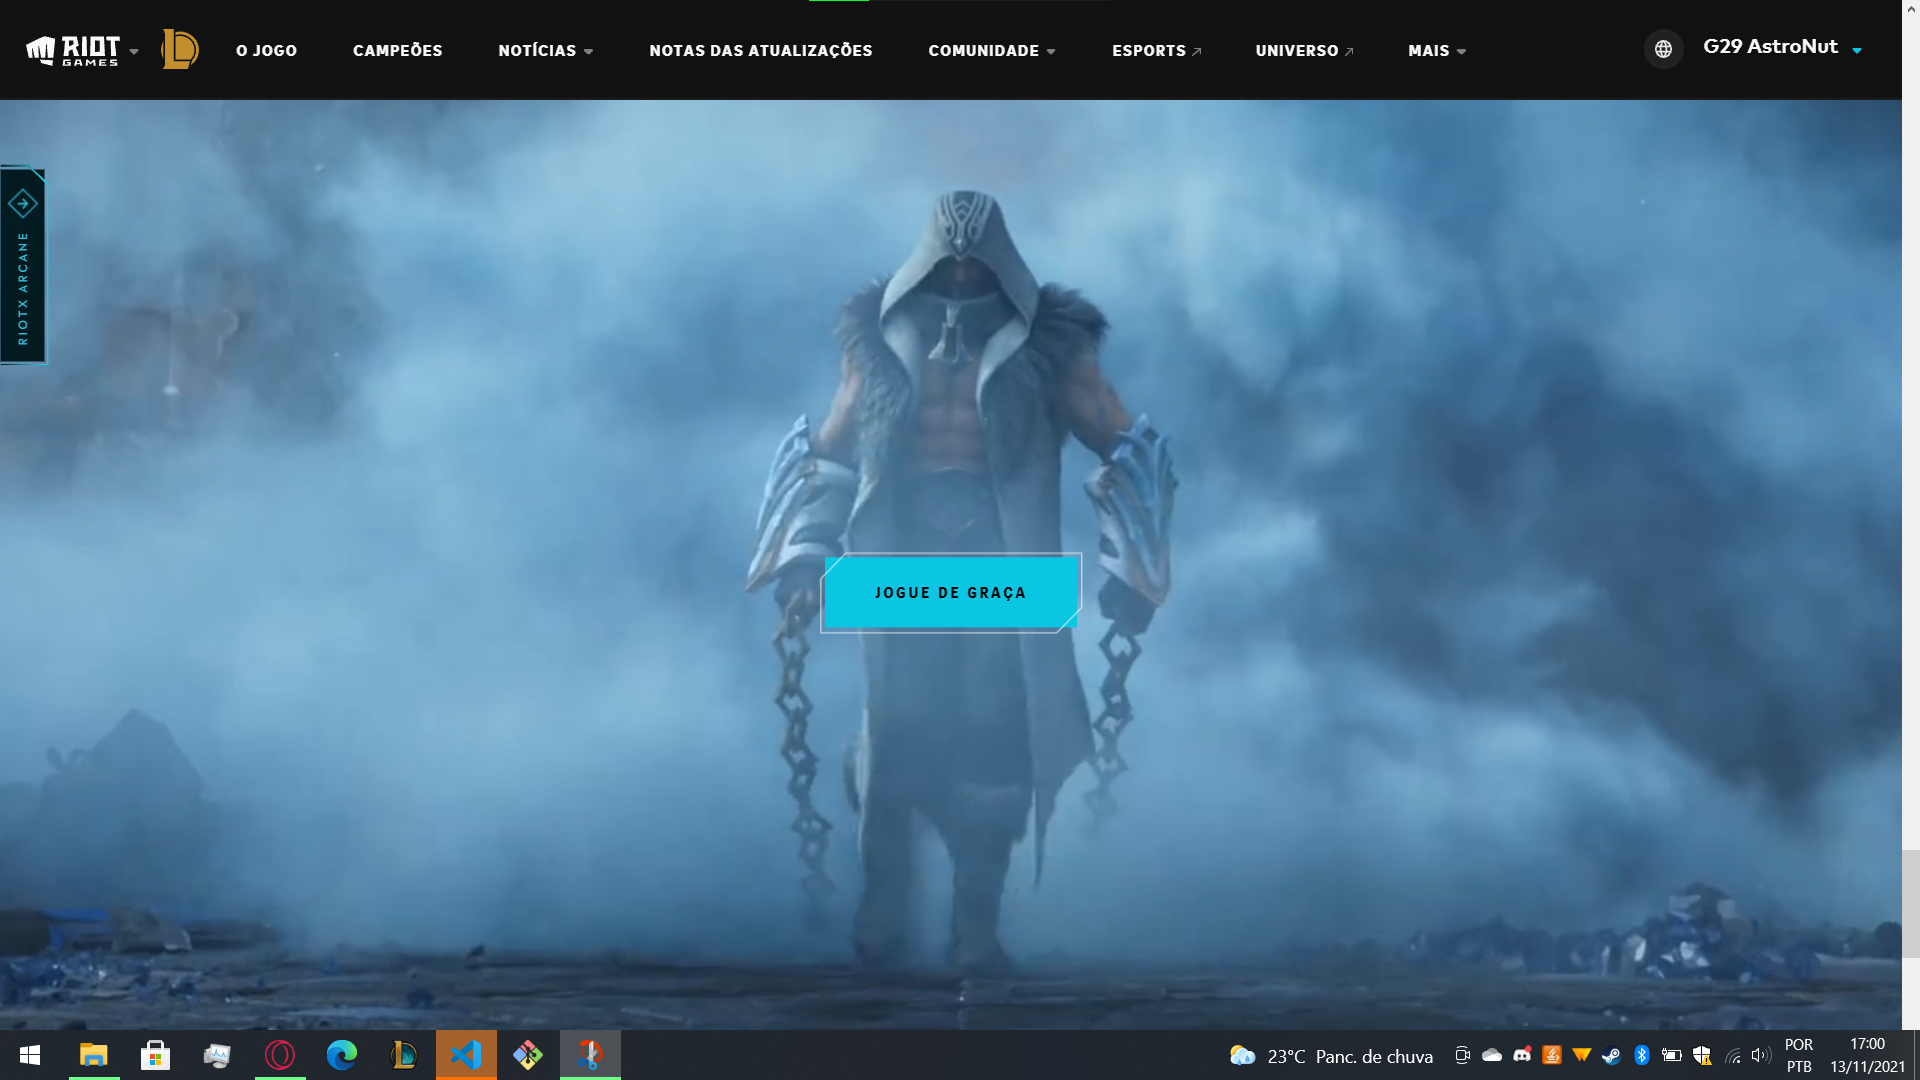 RIOT GAMES
O JOGO
CAMPEÕES
NOTÍCIAS
NOTAS DAS ATUALIZAÇÕES
COMUNIDADE
ESPORTS
UNIVERSO
MAIS
G29 AstroNut
RIOTX ARCANE
JOGUE DE GRAÇA
23°C Panc. de chuva
POR
PTB
17:00
13/11/2021